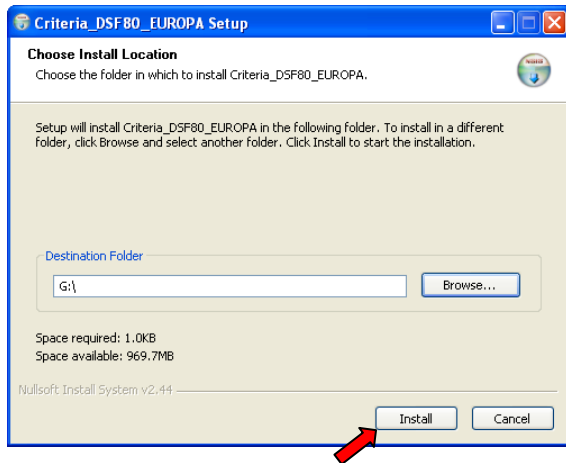 Criteria_DSF80_EUROPA Setup
Choose Install Location
Choose the folder in which to install Criteria_DSF80_EUROPA.
Setup will install Criteria_DSF80_EUROPA in the following folder. To install in a different
folder, click Browse and select another folder. Click Install to start the installation.
Destination Folder
G:\
Browse...
Space required: 1.0KB
Space available: 969.7MB
Nullsoft Install System v2.44
Install
Cancel